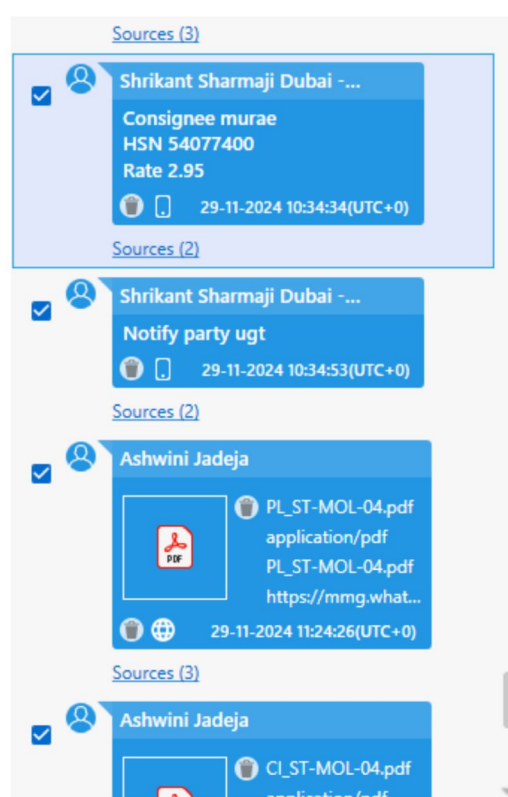 Sources (3)
Shrikant Sharmaji Dubai -...
Consignee murae
HSN 54077400
Rate 2.95
29-11-2024 10:34:34(UTC+0)
Sources (2)
Shrikant Sharmaji Dubai -...
Notify party ugt
29-11-2024 10:34:53(UTC+0)
Sources (2)
Ashwini Jadeja
PDF
PL_ST-MOL-04.pdf
application/pdf
PL_ST-MOL-04.pdf
https://mmg.what...
29-11-2024 11:24:26(UTC+0)
Sources (3)
Ashwini Jadeja
CI_ST-MOL-04.pdf
application/pdf